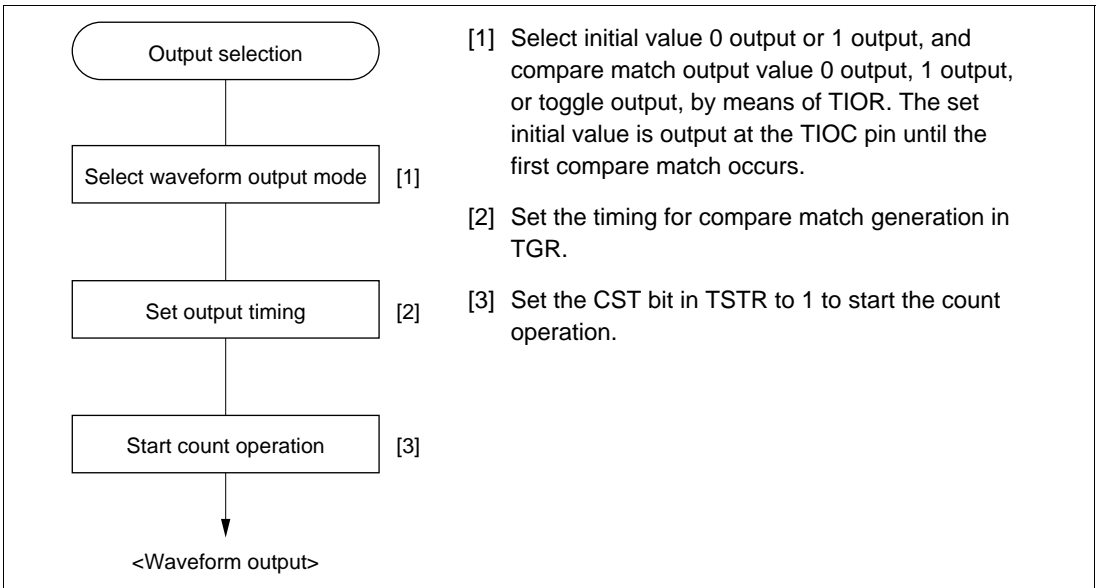 Output selection
Select waveform output mode [1]
Set output timing [2]
Start count operation [3]
<Waveform output>
[1] Select initial value 0 output or 1 output, and
compare match output value 0 output, 1 output,
or toggle output, by means of TIOR. The set
initial value is output at the TIOC pin until the
first compare match occurs.
[2] Set the timing for compare match generation in
TGR.
[3] Set the CST bit in TSTR to 1 to start the count
operation.